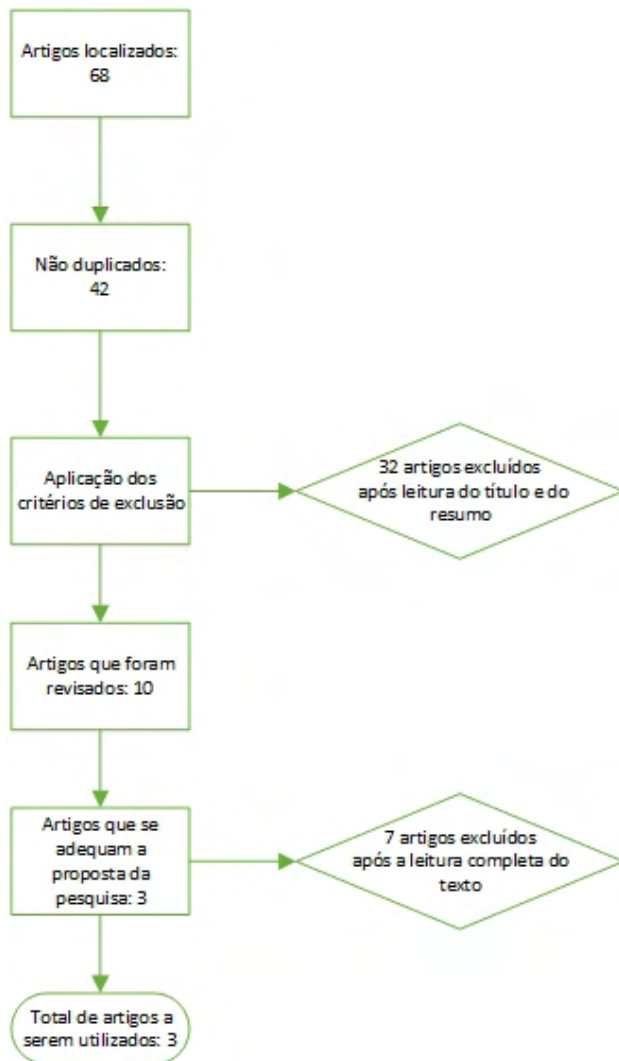 Artigos localizados:
68
Não duplicados:
42
Aplicação dos
critérios de exclusão
32 artigos excluídos
após leitura do título e do
resumo
Artigos que foram
revisados: 10
Artigos que se
adequam a
proposta da
pesquisa: 3
7 artigos excluídos
após a leitura completa do
texto
Total de artigos a
serem utilizados: 3